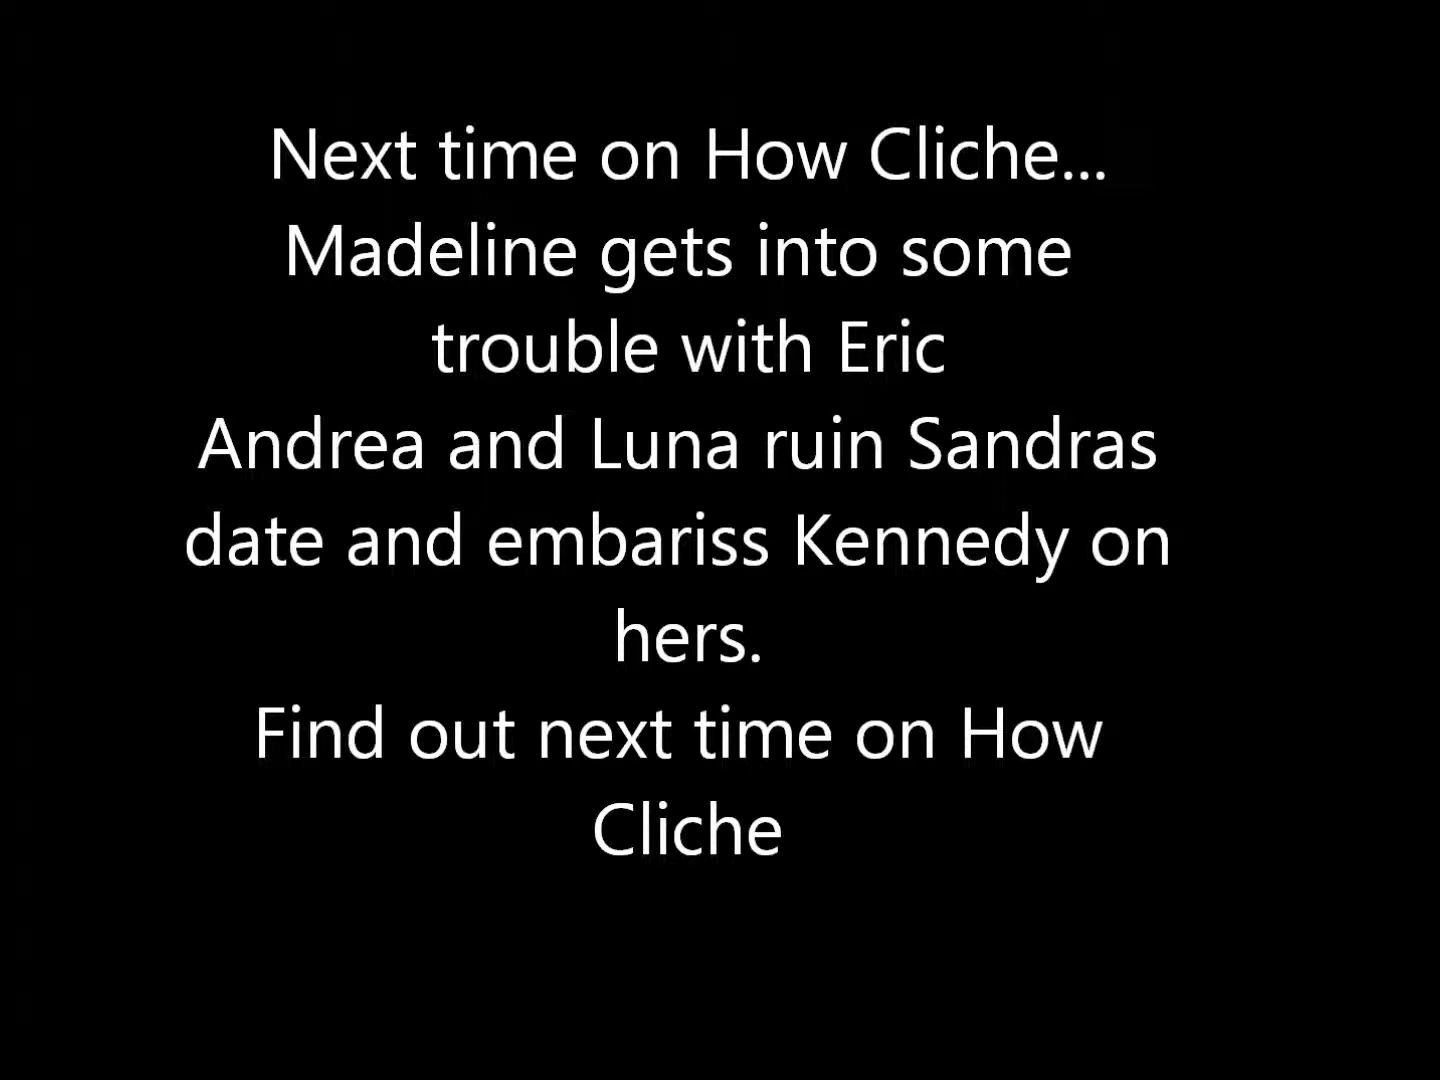 Next time on How Cliche...
Madeline gets into some
trouble with Eric
Andrea and Luna ruin Sandras
date and embariss Kennedy on
hers.
Find out next time on How
Cliche